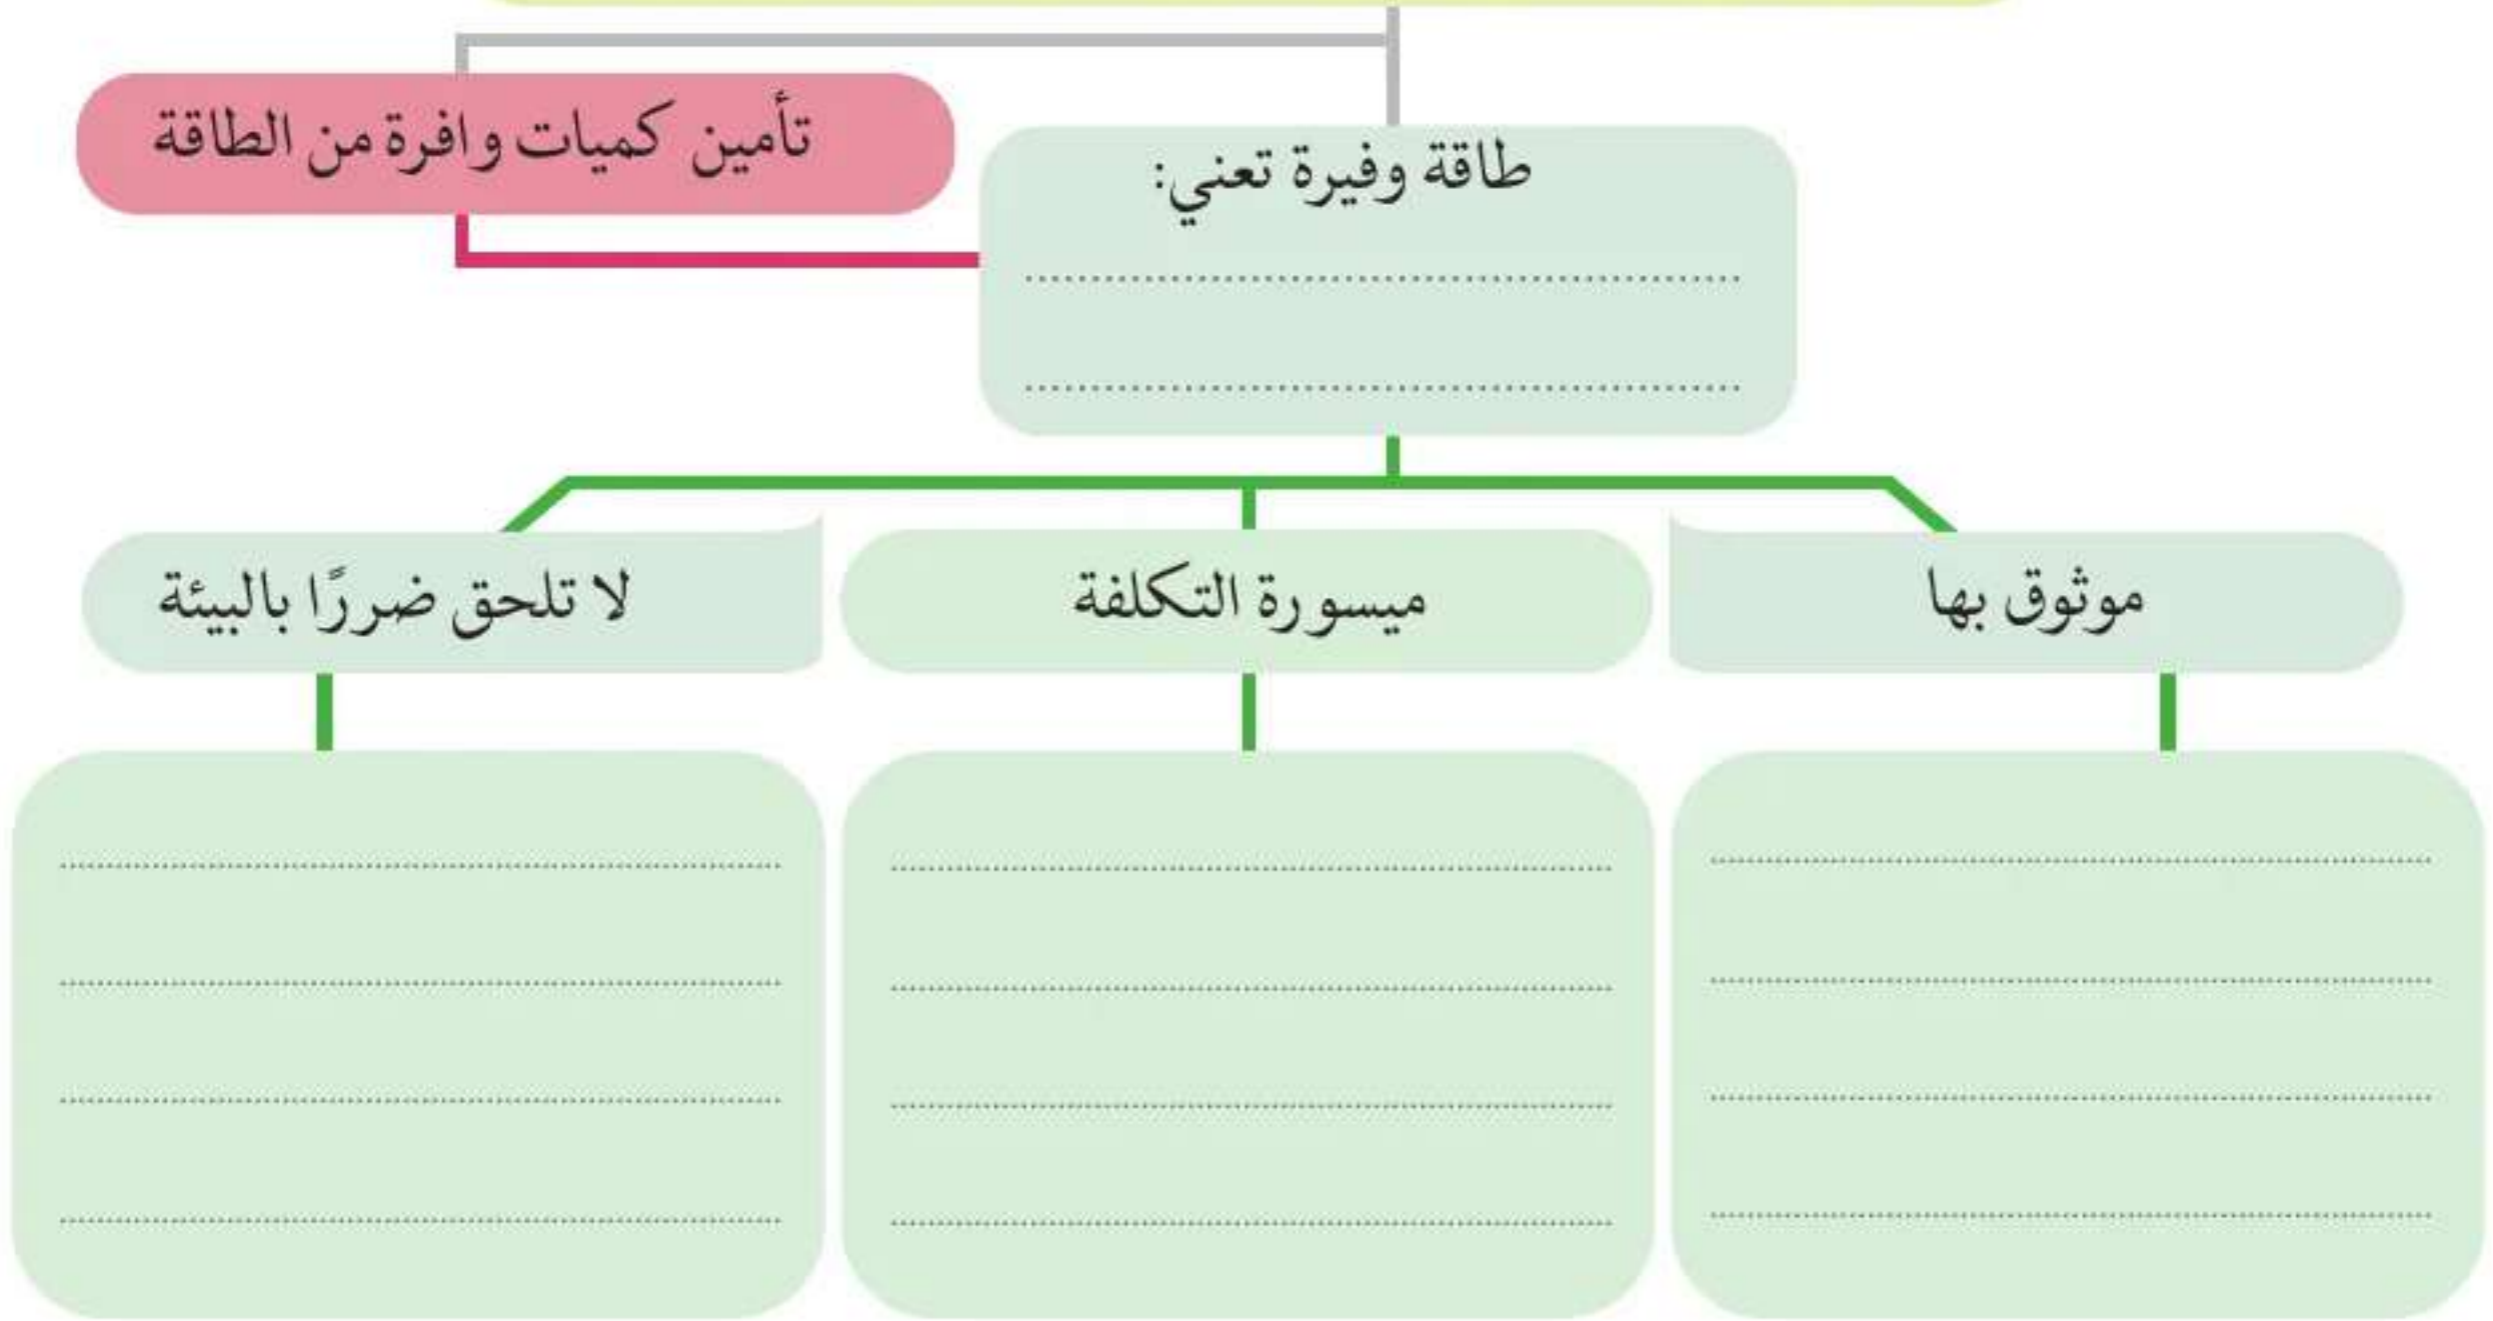 تأمين كميات وافرة من الطاقة
طاقة وفيرة تعني:
موثوق بها
ميسورة التكلفة
لا تلحق ضررًا بالبيئة